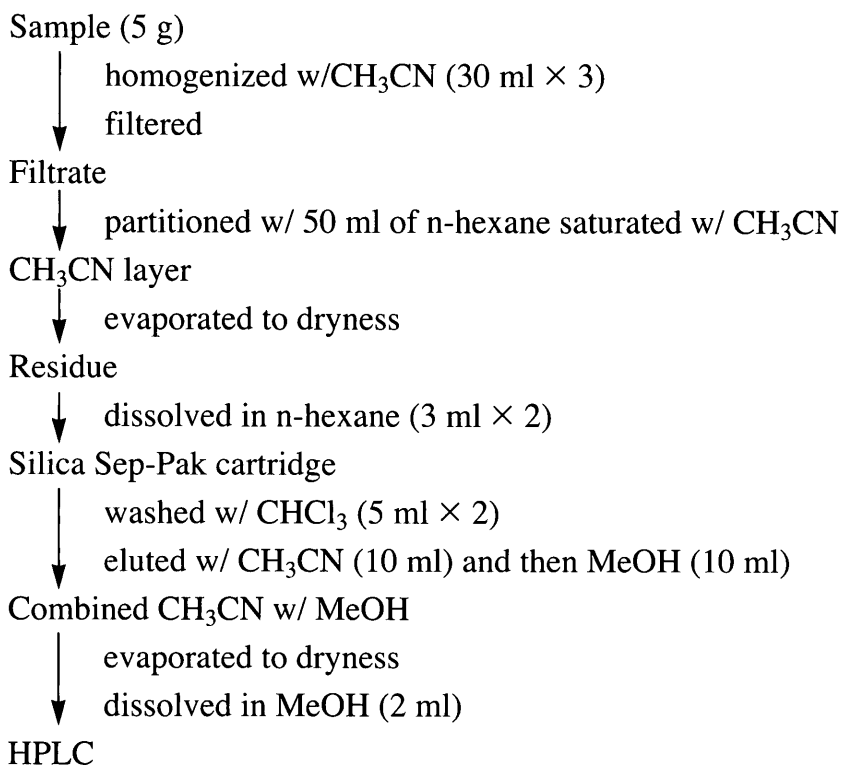 Sample (5 g)
homogenized w/CH₃CN (30 ml × 3)
filtered
Filtrate
partitioned w/ 50 ml of n-hexane saturated w/ CH₃CN
CH₃CN layer
evaporated to dryness
Residue
dissolved in n-hexane (3 ml × 2)
Silica Sep-Pak cartridge
washed w/ CHCl₃ (5 ml × 2)
eluted w/ CH₃CN (10 ml) and then MeOH (10 ml)
Combined CH₃CN w/ MeOH
evaporated to dryness
dissolved in MeOH (2 ml)
HPLC